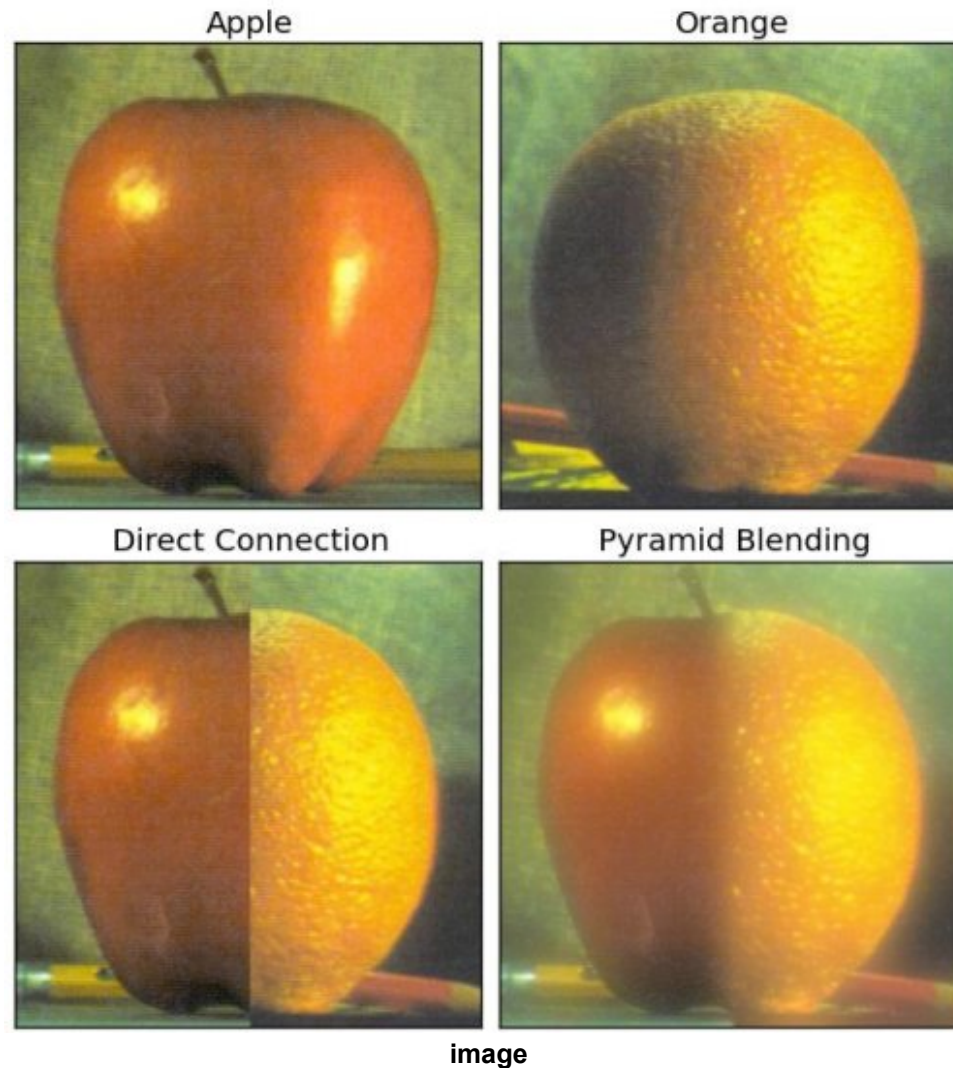 Apple
Orange
Direct Connection
Pyramid Blending
image